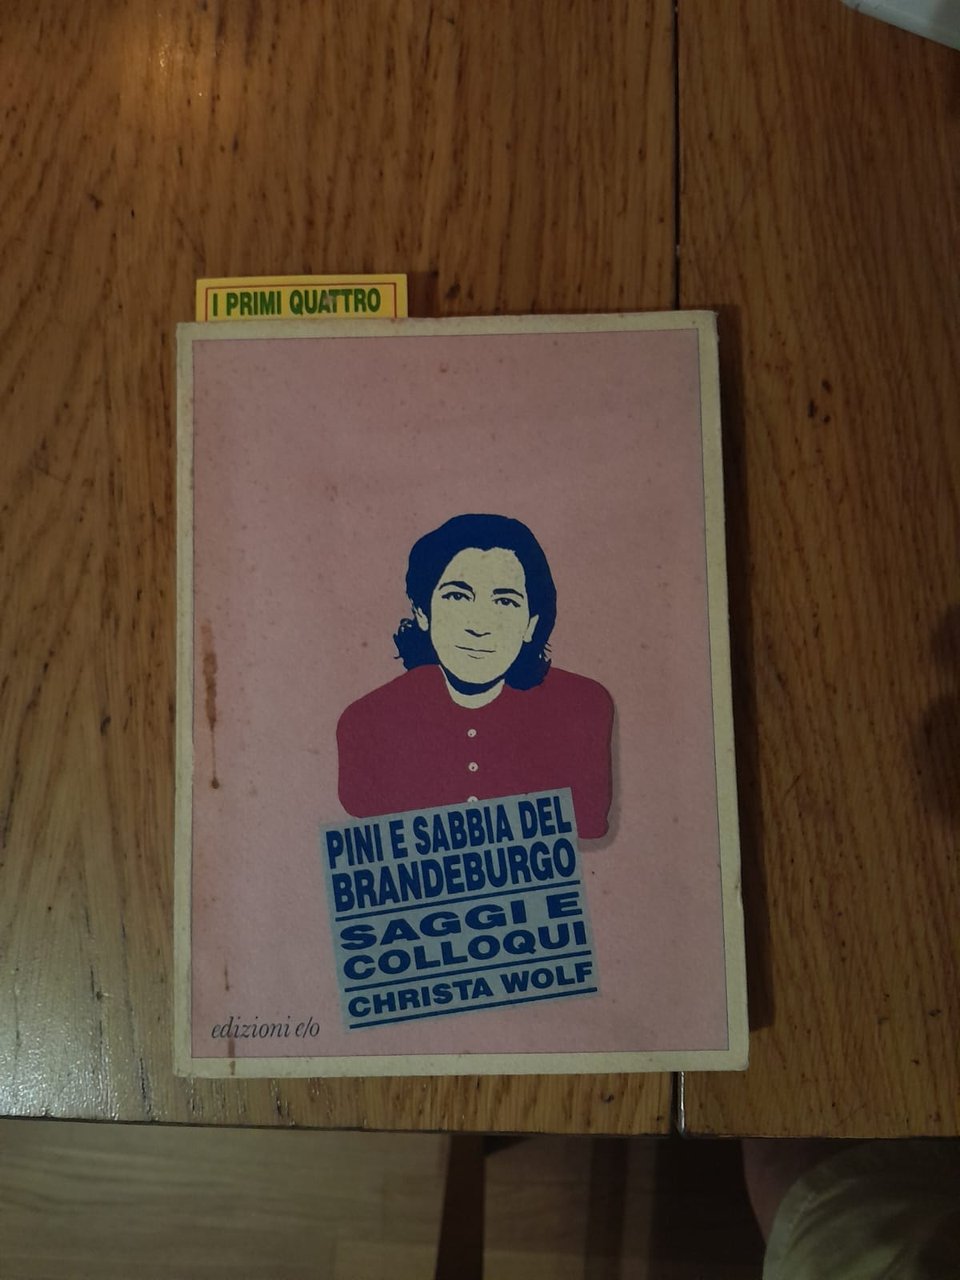 I PRIMI QUATTRO
PINI E SABBIA DEL
BRANDEBURGO
SAGGI E
COLLOQUI
CHRISTA WOLF
edizioni e/o